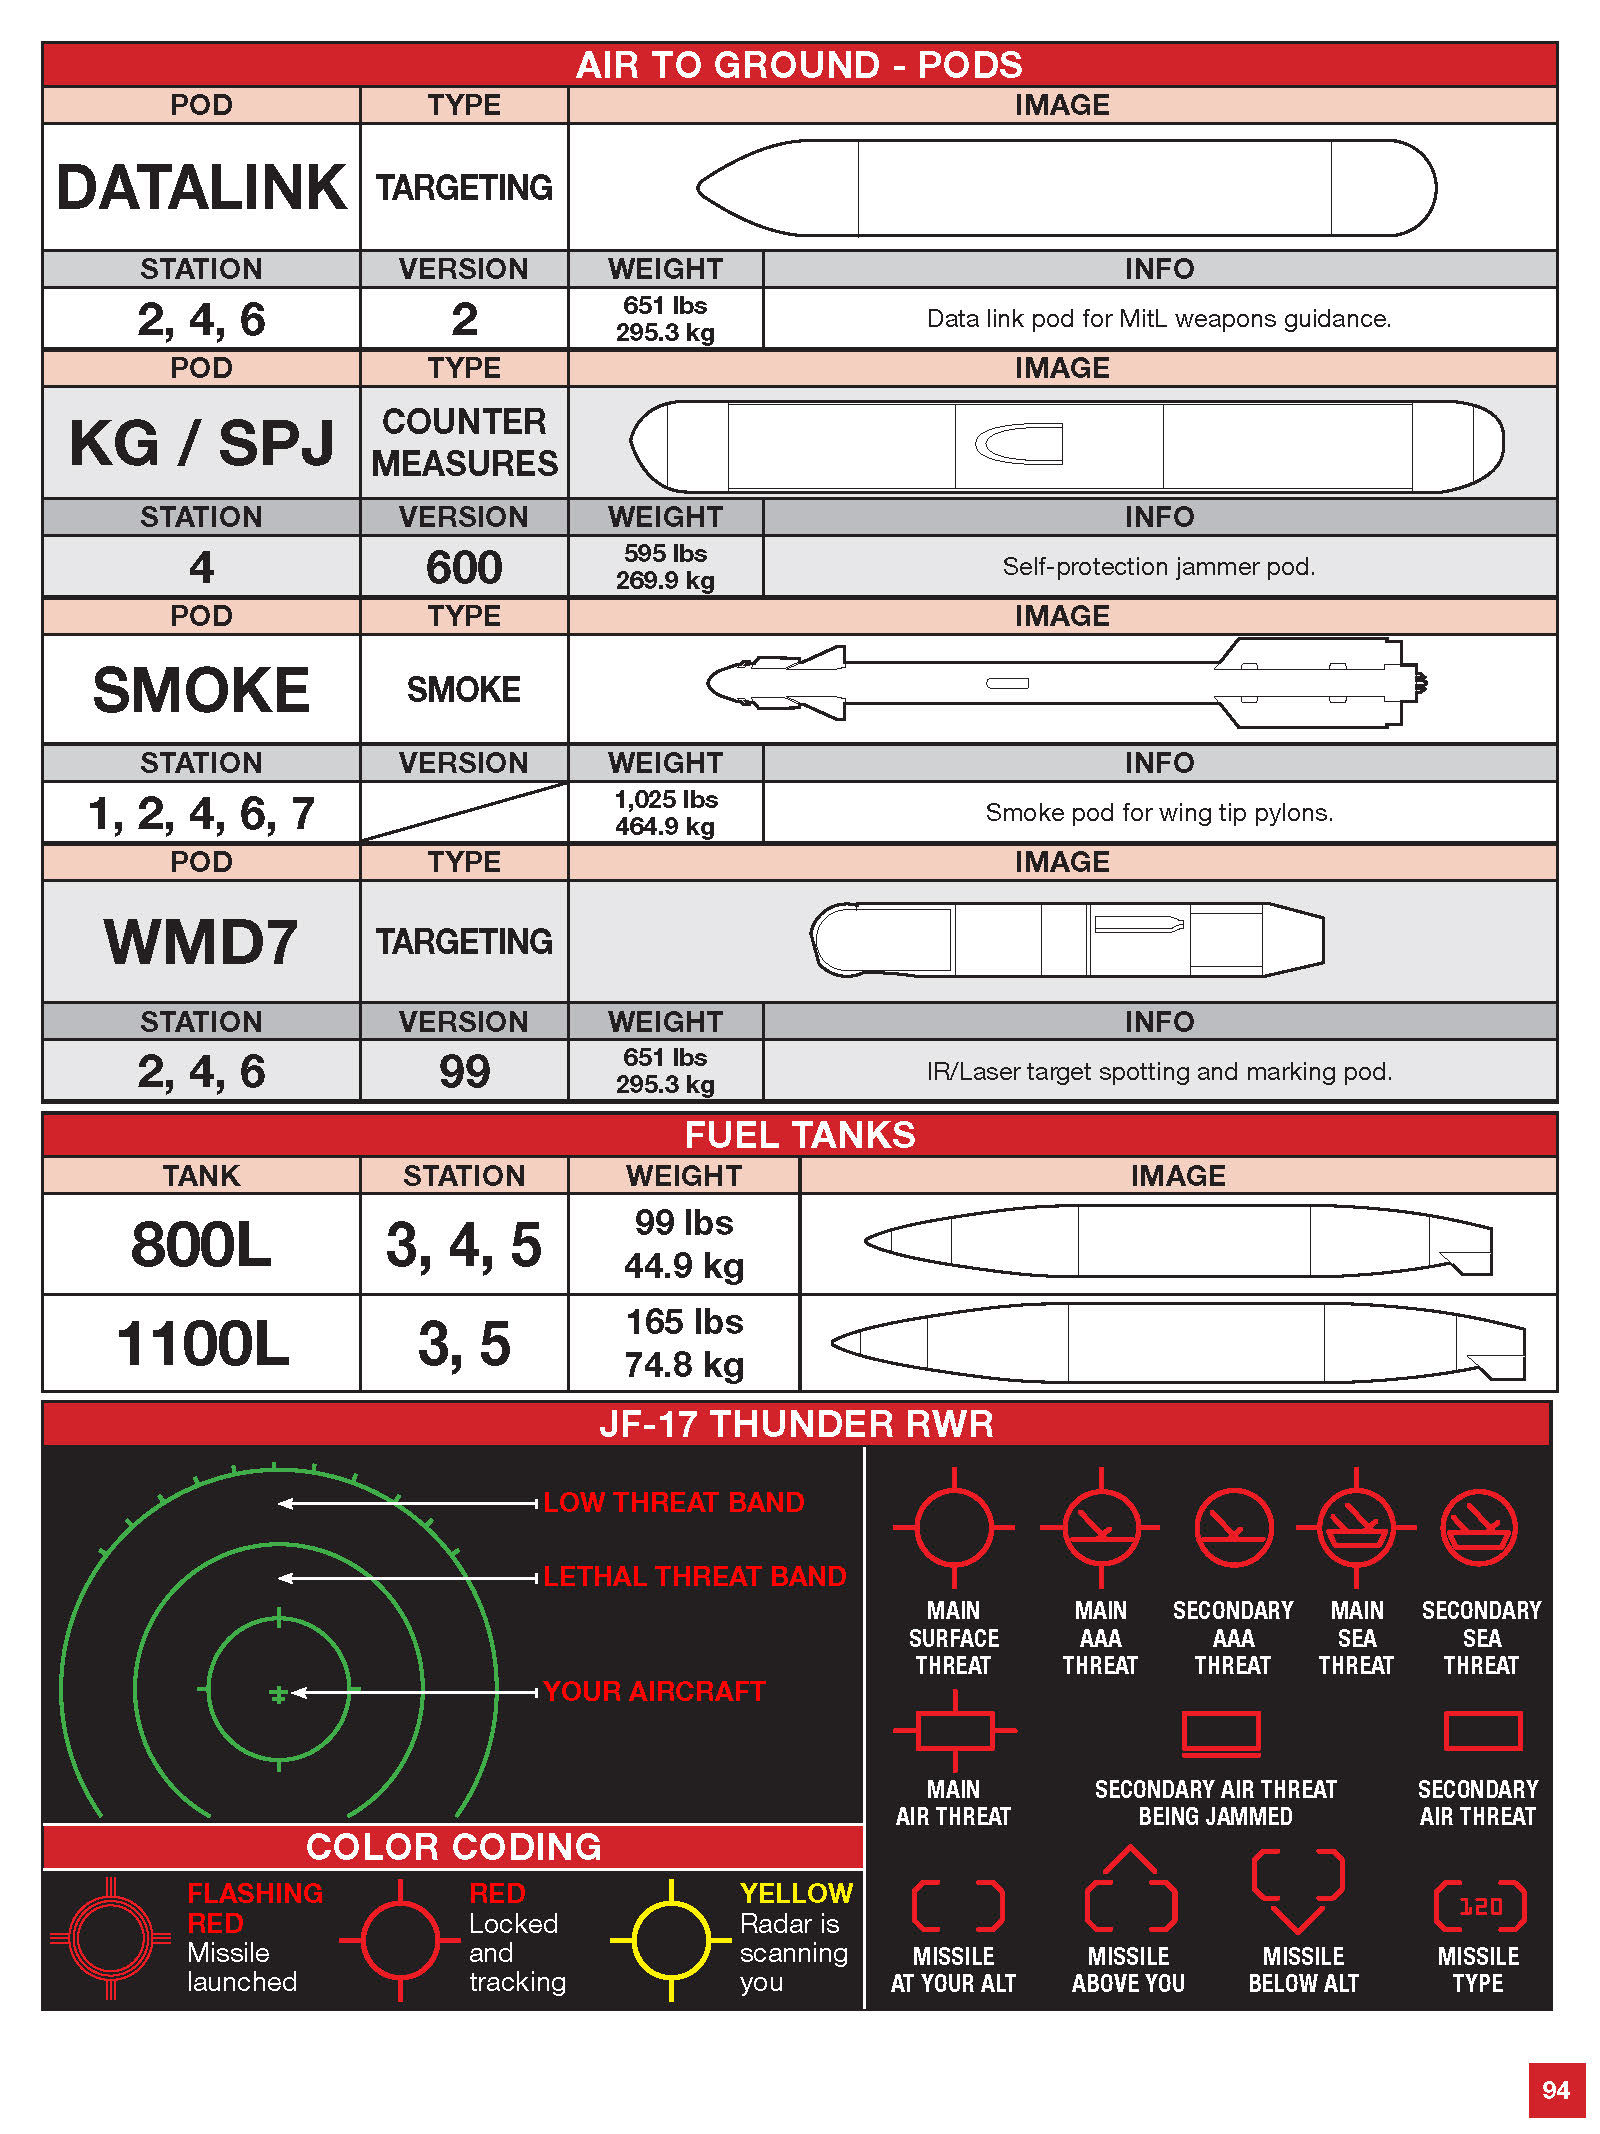 AIR TO GROUND - PODS
POD TYPE IMAGE
DATALINK TARGETING
STATION VERSION WEIGHT INFO
2, 4, 6 2 651 lbs 295.3 kg Data link pod for MitL weapons guidance.
POD TYPE IMAGE
KG / SPJ COUNTER MEASURES
STATION VERSION WEIGHT INFO
4 600 595 lbs 269.9 kg Self-protection jammer pod.
POD TYPE IMAGE
SMOKE SMOKE
STATION VERSION WEIGHT INFO
1, 2, 4, 6, 7 1,025 lbs 464.9 kg Smoke pod for wing tip pylons.
POD TYPE IMAGE
WMD7 TARGETING
STATION VERSION WEIGHT INFO
2, 4, 6 99 651 lbs 295.3 kg IR/Laser target spotting and marking pod.
FUEL TANKS
TANK STATION WEIGHT IMAGE
800L 3, 4, 5 99 lbs 44.9 kg
1100L 3, 5 165 lbs 74.8 kg
JF-17 THUNDER RWR
LOW THREAT BAND
LETHAL THREAT BAND
YOUR AIRCRAFT
COLOR CODING
FLASHING
RED
Missile
launched
RED
Locked
and
tracking
YELLOW
Radar is
scanning
you
MAIN
SURFACE
THREAT
MAIN
AAA
THREAT
SECONDARY
AAA
THREAT
MAIN
SEA
THREAT
SECONDARY
SEA
THREAT
MAIN
AIR THREAT
SECONDARY AIR THREAT
BEING JAMMED
SECONDARY
AIR THREAT
MISSILE
AT YOUR ALT
MISSILE
ABOVE YOU
MISSILE
BELOW ALT
120
MISSILE
TYPE
94